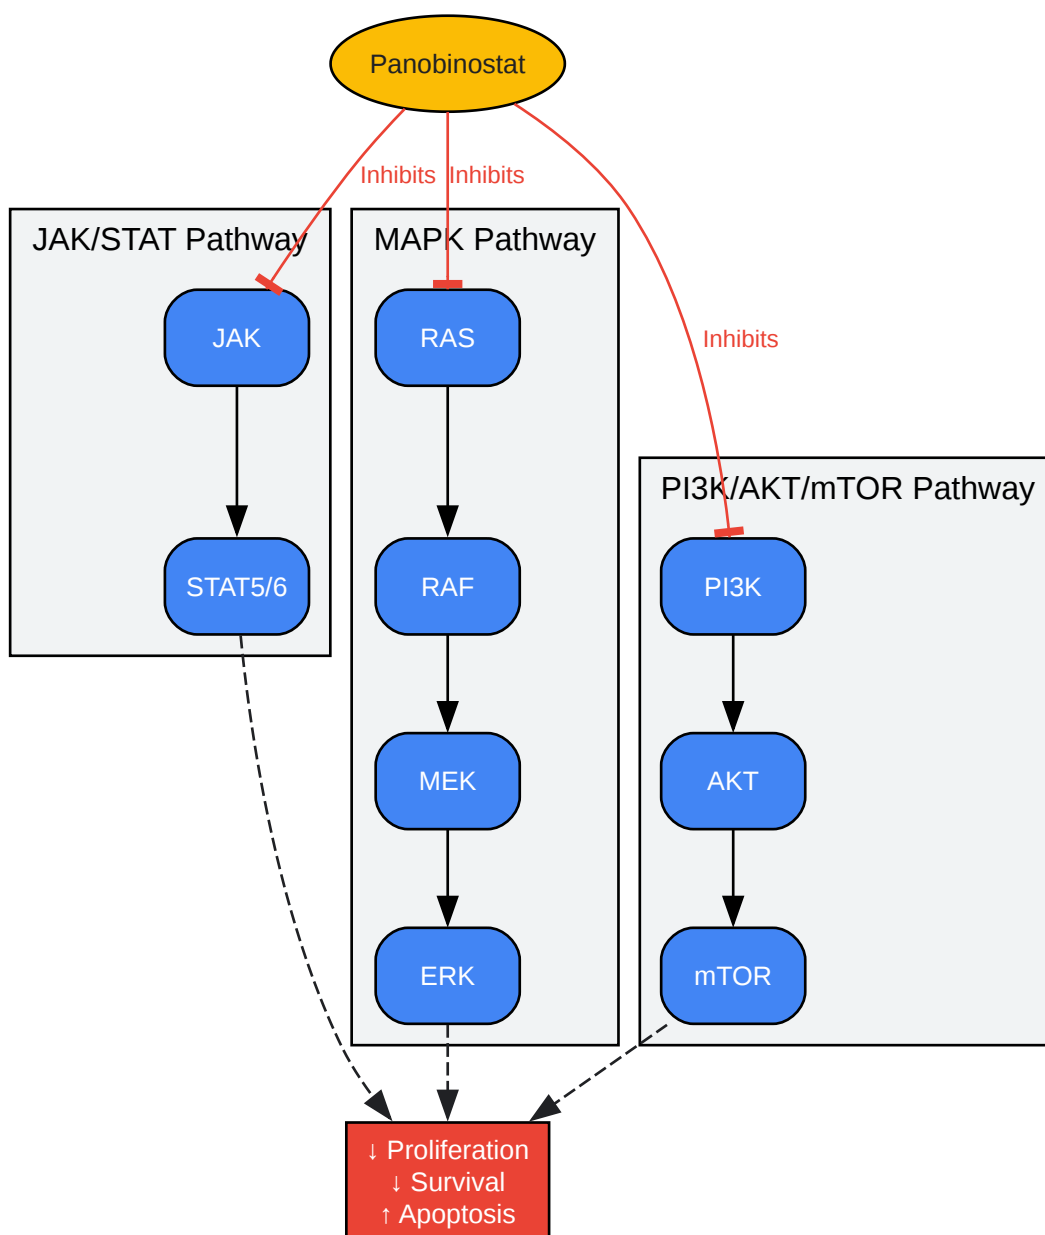 Panobinostat
Inhibits
Inhibits
JAK/STAT Pathway
MAPK Pathway
JAK
RAS
Inhibits
PI3K/AKT/mTOR Pathway
STAT5/6
RAF
PI3K
MEK
AKT
ERK
mTOR
↓ Proliferation
↓ Survival
↑ Apoptosis